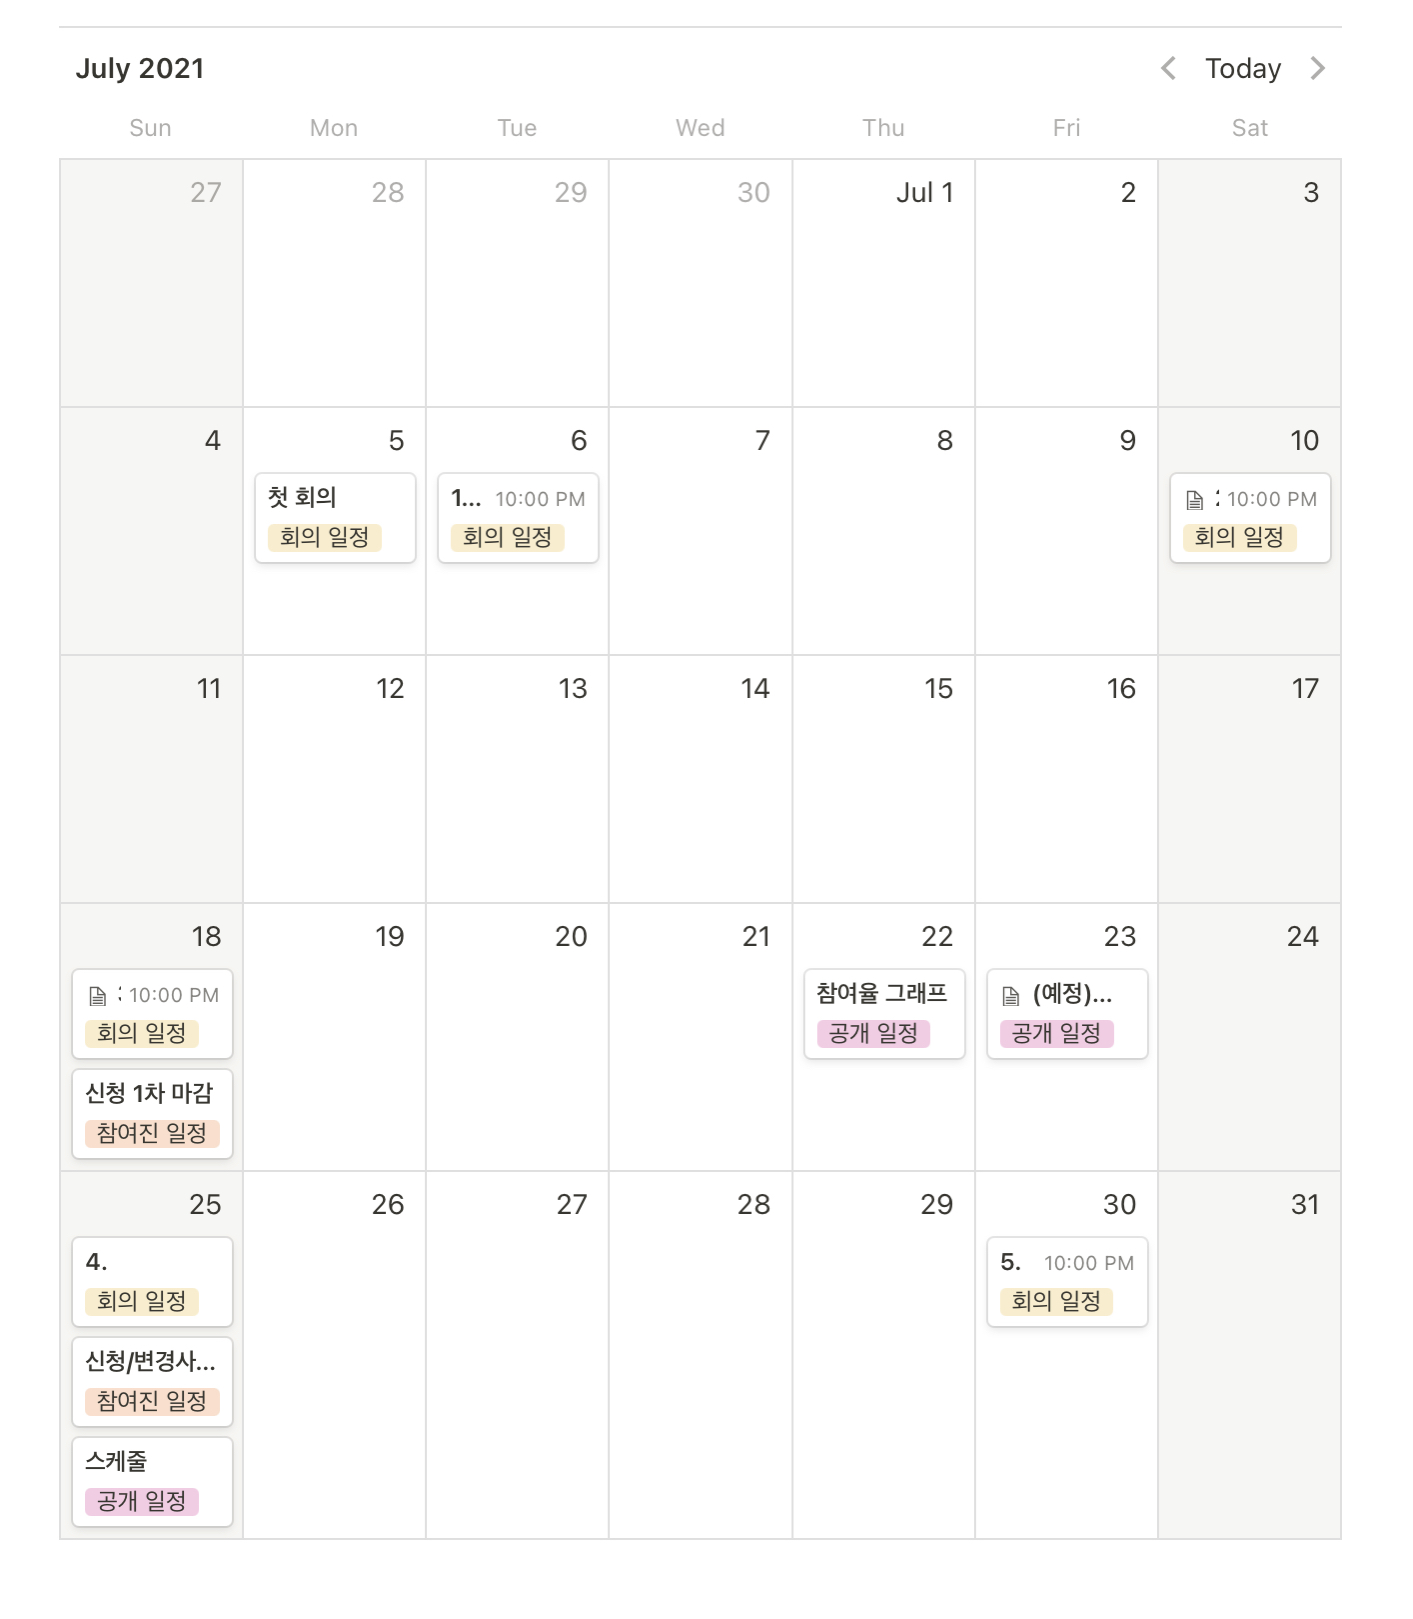 July 2021
Today
Sun Mon Tue Wed Thu Fri Sat
27 28 29 30 Jul 1 2 3
4 5 6 7 8 9 10
첫 회의
회의 일정
1... 10:00 PM
회의 일정
10:00 PM
회의 일정
11 12 13 14 15 16 17
18 19 20 21 22 23 24
10:00 PM
회의 일정
신청 1차 마감
참여진 일정
참여율 그래프
공개 일정
(예정)...
공개 일정
25 26 27 28 29 30 31
4.
회의 일정
신청/변경사...
참여진 일정
스케줄
공개 일정
5. 10:00 PM
회의 일정